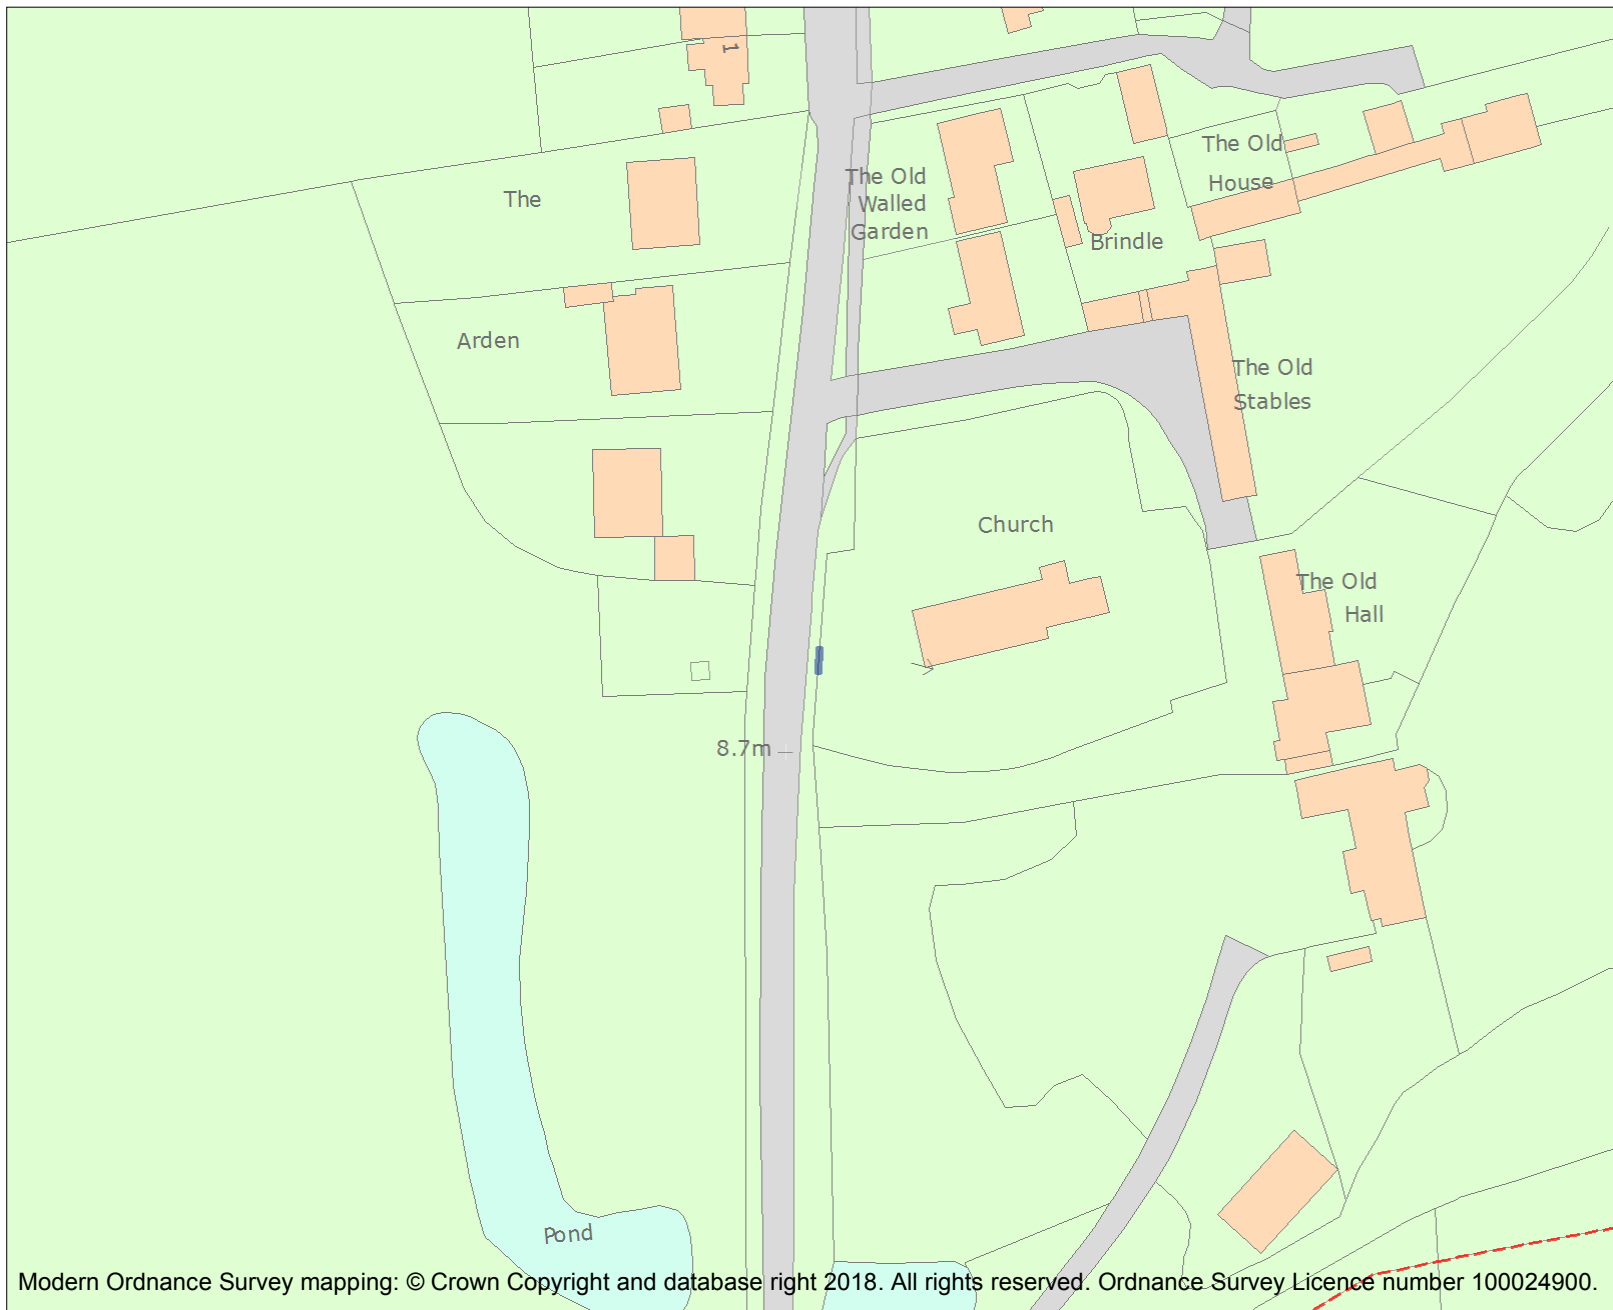 1
The Old
House
The
The Old
Walled
Garden
Brindle
Arden
The Old
Stables
Church
The Old
Hall
8.7m
Pond
Modern Ordnance Survey mapping: © Crown Copyright and database right 2018. All rights reserved. Ordnance Survey Licence number 100024900.